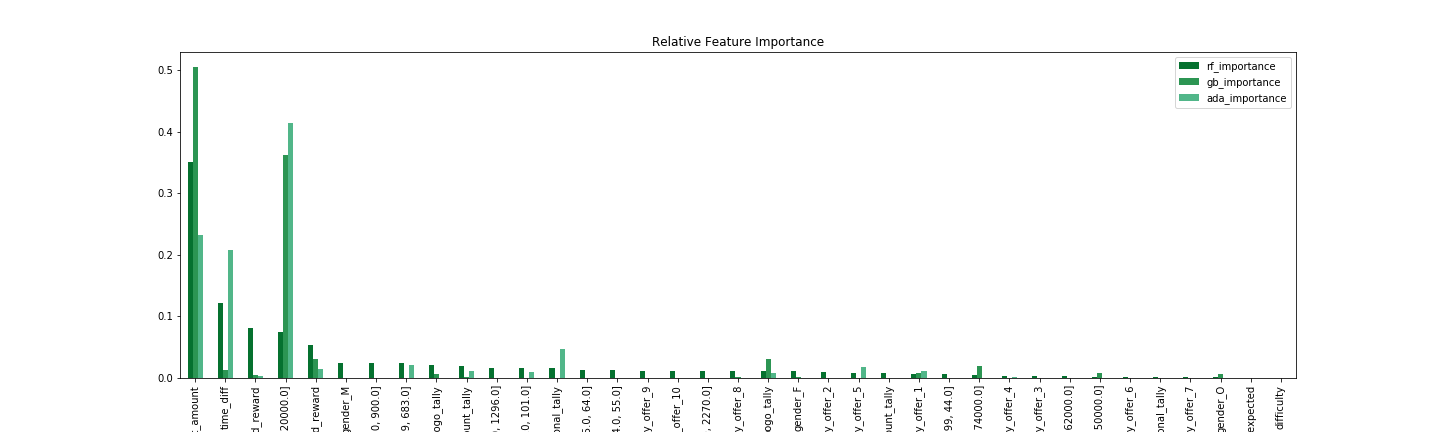 Relative Feature Importance
rf_importance
gb_importance
ada_importance
0.5
0.4
0.3
0.2
0.1
0.0
_amount
time_diff
d_reward
20000.0]
d_reward
gender_M
0, 900.0]
9, 683.0]
ogo_tally
ount_tally
, 1296.0]
0, 101.0]
onal_tally
5.0, 64.0]
4.0, 55.0]
y_offer_9
_offer_10
, 2270.0]
y_offer_8
ogo_tally
gender_F
y_offer_2
y_offer_5
ount_tally
y_offer_1
99, 44.0]
74000.0]
y_offer_4
y_offer_3
62000.0]
50000.0]
y_offer_6
onal_tally
y_offer_7
gender_O
expected
difficulty